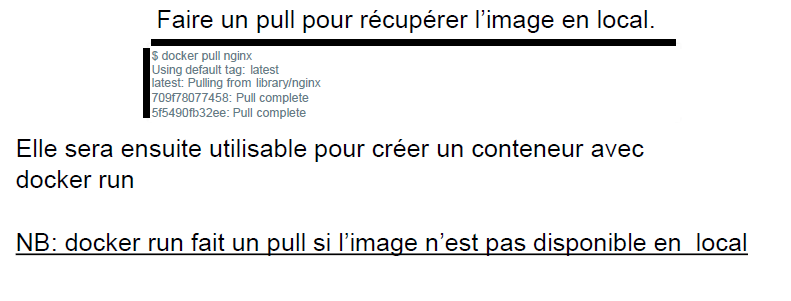 Faire un pull pour récupérer l’image en local.
$ docker pull nginx
Using default tag: latest
latest: Pulling from library/nginx
709f78077458: Pull complete
5f5490fb32ee: Pull complete
Elle sera ensuite utilisable pour créer un conteneur avec
docker run
NB: docker run fait un pull si l’image n’est pas disponible en local